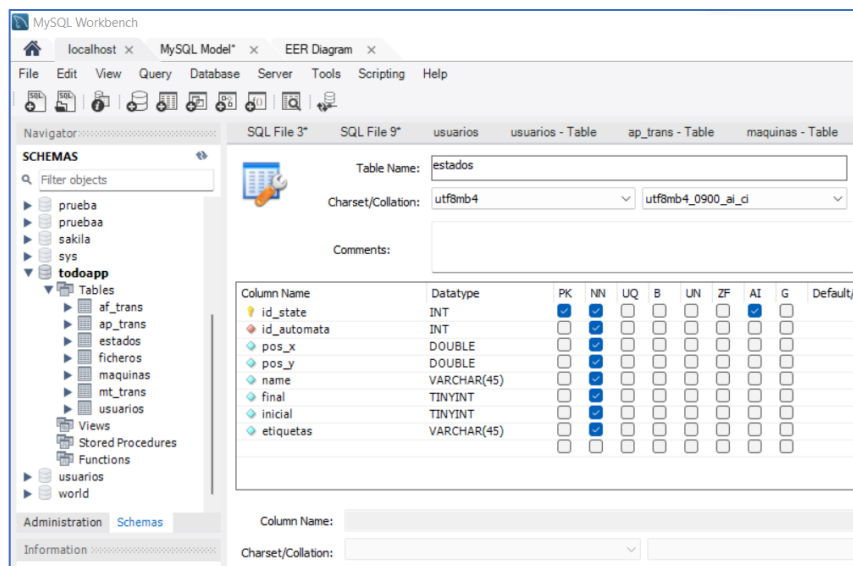 MySQL Workbench
localhost MySQL Model* EER Diagram
File Edit View Query Database Server Tools Scripting Help
Navigator SQL File 3* SQL File 9* usuarios usuarios - Table ap_trans - Table maquinas - Table
SCHEMAS
Filter objects
prueba
pruebaa
sakila
sys
todoapp
Tables
af_trans
ap_trans
estados
ficheros
maquinas
mt_trans
usuarios
Views
Stored Procedures
Functions
usuarios
world
Administration Schemas
Information
Table Name: estados
Charset/Collation: utf8mb4 utf8mb4_0900_ai_ci
Comments:
Column Name Datatype PK NN UQ B UN ZF AI G Default/
id_state INT
id_automata INT
pos_x DOUBLE
pos_y DOUBLE
name VARCHAR(45)
final TINYINT
inicial TINYINT
etiquetas VARCHAR(45)
Column Name:
Charset/Collation: